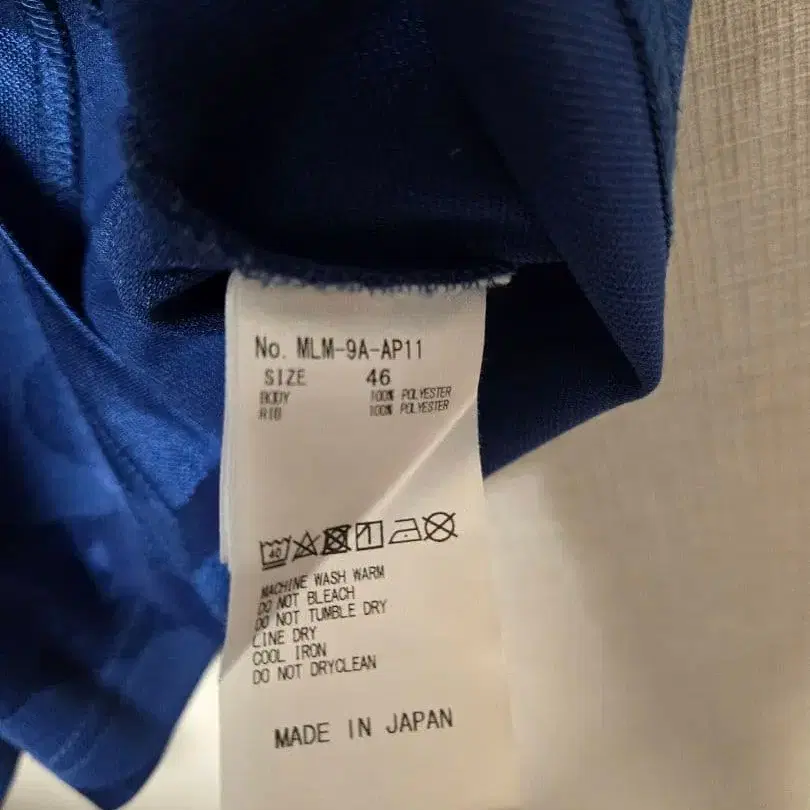 No. MLM-9A-AP11
SIZE 46
BODY 100% POLYESTER
RIB 100% POLYESTER
40
MACHINE WASH WARM
DO NOT BLEACH
DO NOT TUMBLE DRY
LINE DRY
COOL IRON
DO NOT DRYCLEAN
MADE IN JAPAN